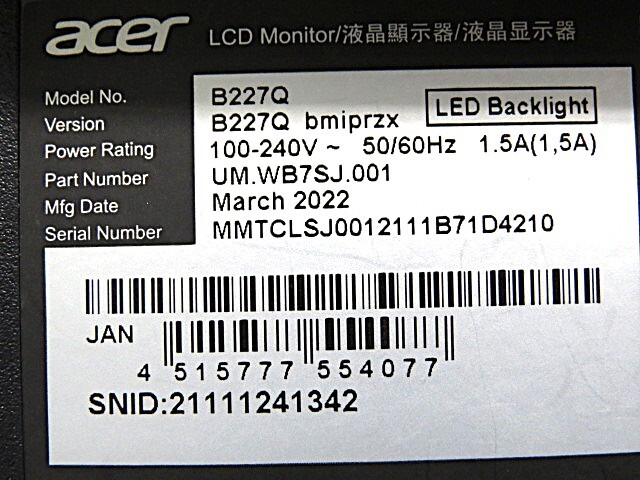 acer LCD Monitor/液晶顯示器/液晶显示器
Model No. B227Q
LED Backlight
Version B227Q bmiprzx
Power Rating 100-240V ~ 50/60Hz 1.5A(1,5A)
Part Number UM.WB7SJ.001
Mfg Date March 2022
Serial Number MMTCLSJ0012111B71D4210
JAN
4 515777 554077
SNID:21111241342